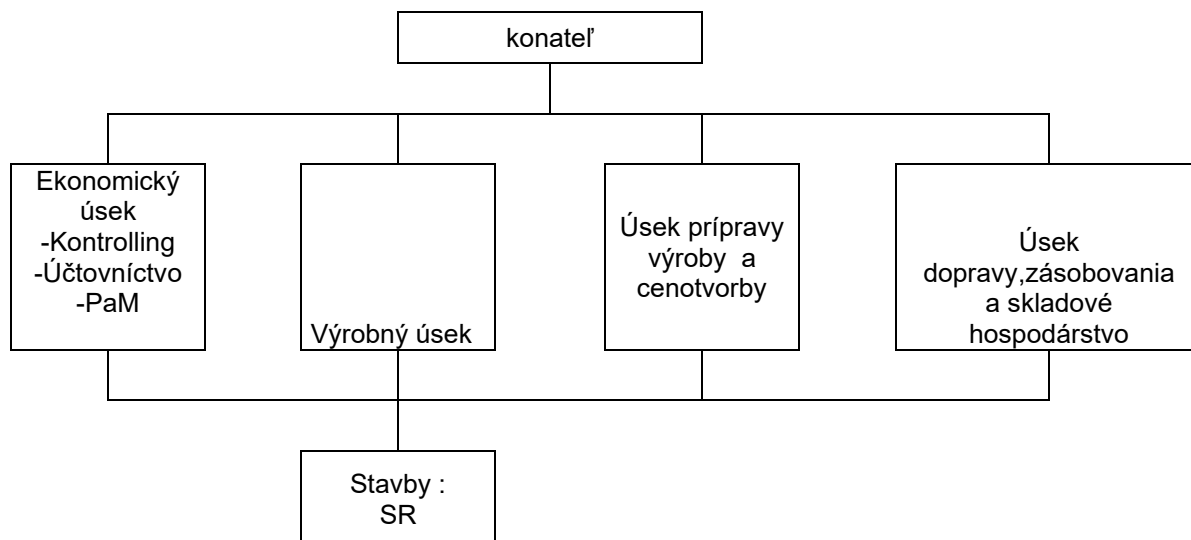 konateľ
Ekonomický
úsek
-Kontrolling
-Účtovníctvo
-PaM
Výrobný úsek
Úsek prípravy
výroby a
cenotvorby
Úsek
dopravy,zásobovania
a skladové
hospodárstvo
Stavby :
SR